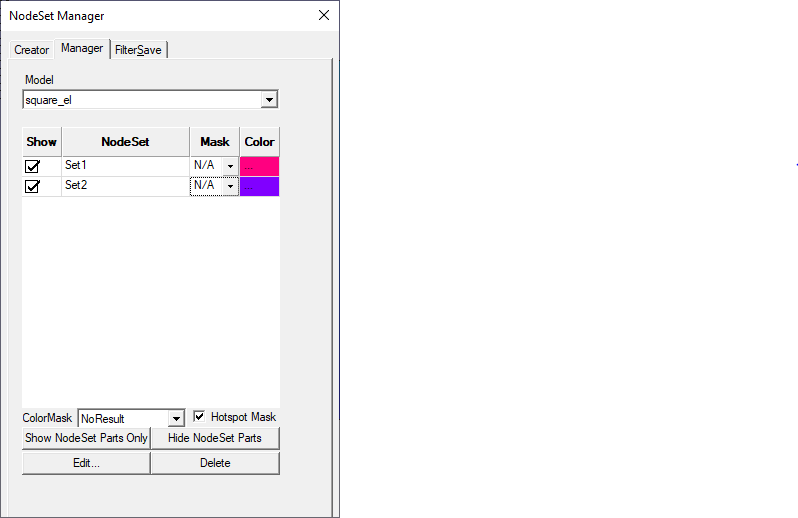 NodeSet Manager
Creator Manager FilterSave
Model
square_el
Show NodeSet Mask Color
Set1 N/A ...
Set2 N/A ...
ColorMask NoResult Hotspot Mask
Show NodeSet Parts Only Hide NodeSet Parts
Edit... Delete